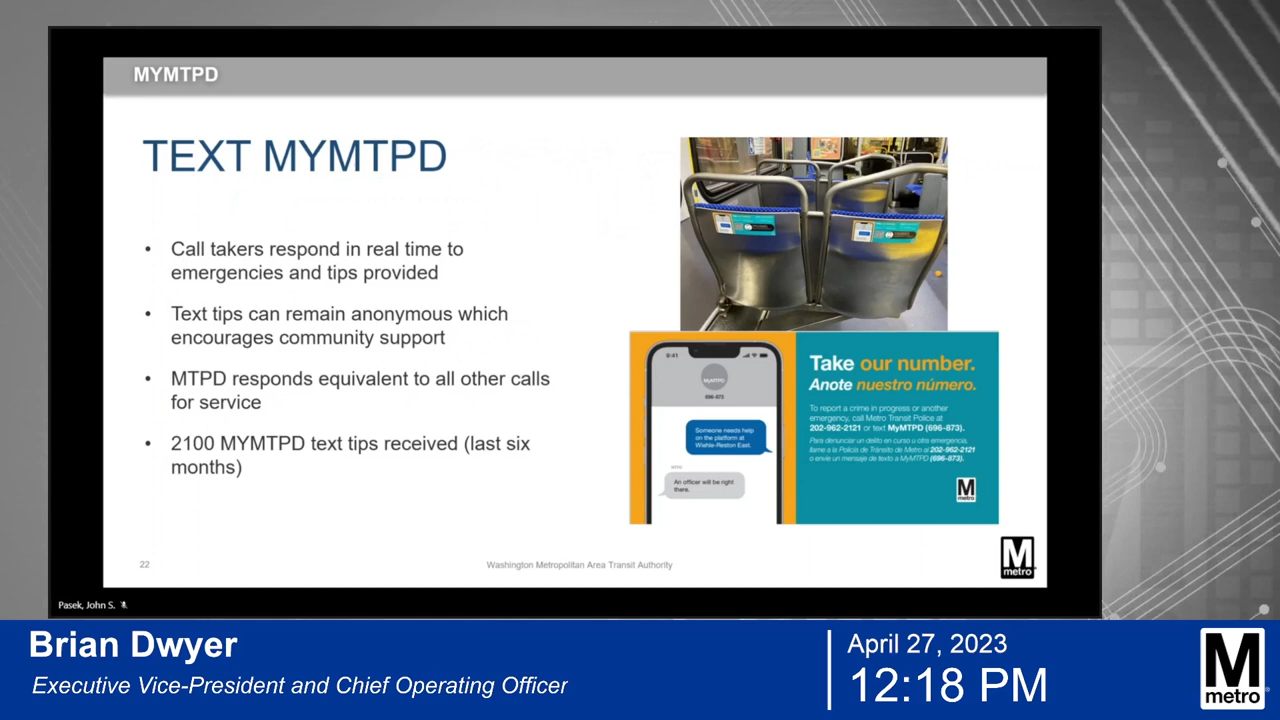 MYMTPD
TEXT MYMTPD
• Call takers respond in real time to
emergencies and tips provided
• Text tips can remain anonymous which
encourages community support
• MTPD responds equivalent to all other calls
for service
• 2100 MYMTPD text tips received (last six
months)
9:41
MyMTPD
696-873
Someone needs help
on the platform at
Wiehle-Reston East.
An officer will be right
there.
Take our number.
Anote nuestro número.
To report a crime in progress or another
emergency, call Metro Transit Police at
202-962-2121 or text MyMTPD (696-873).
Para denunciar un delito en curso u otra emergencia,
llame a la Policía de Tránsito de Metro al 202-962-2121
o envíe un mensaje de texto a MyMTPD (696-873).
M
metro
22
Washington Metropolitan Area Transit Authority
M
metro
Pasek, John S.
Brian Dwyer
Executive Vice-President and Chief Operating Officer
April 27, 2023
12:18 PM
M
metro